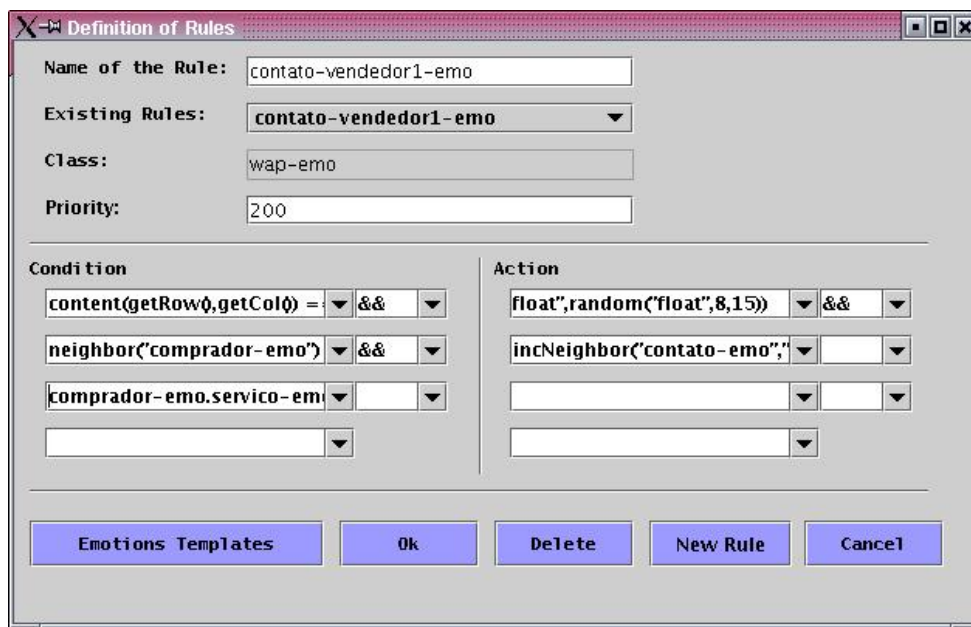 Definition of Rules
Name of the Rule: contato-vendedor1-emo
Existing Rules: contato-vendedor1-emo
Class: wap-emo
Priority: 200
Condition
Action
content(getRow(),getCol()) = &&
float",random("float",8,15)) &&
neighbor("comprador-emo") &&
incNeighbor("contato-emo","
comprador-emo.servico-em
Emotions Templates Ok Delete New Rule Cancel